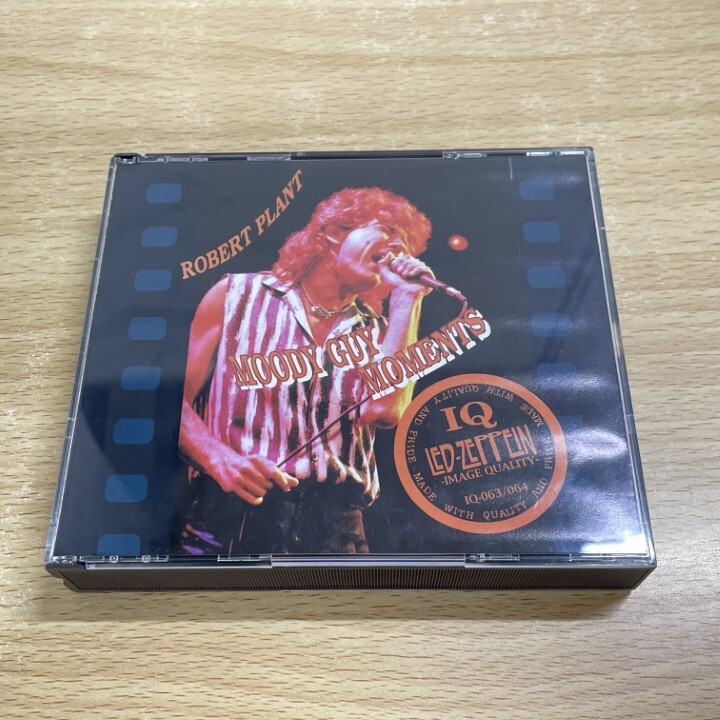 ROBERT PLANT
MOODY GUY
MOMENTS
IQ
LED-ZEPPELIN
-IMAGE QUALITY-
IQ-063/064
MADE WITH QUALITY AND PRIDE - MADE WITH QUALITY AND PRIDE